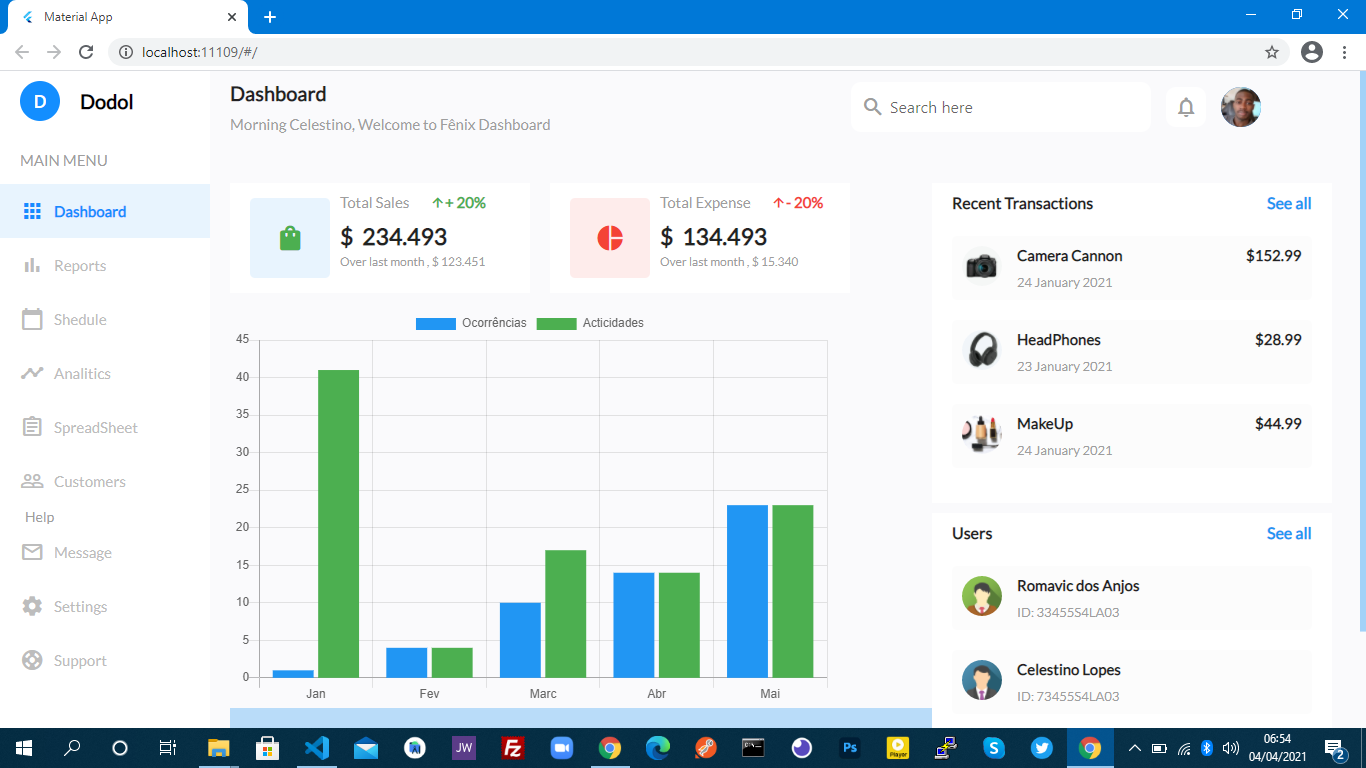 Material App
localhost:11109/#/
D
Dodol
MAIN MENU
Dashboard
Reports
Shedule
Analitics
SpreadSheet
Customers
Help
Message
Settings
Support
Dashboard
Morning Celestino, Welcome to Fênix Dashboard
Search here
Total Sales + 20%
$ 234.493
Over last month , $ 123.451
Total Expense - 20%
$ 134.493
Over last month , $ 15.340
Ocorrências Acticidades
45
40
35
30
25
20
15
10
5
0
Jan Fev Marc Abr Mai
Recent Transactions See all
Camera Cannon $152.99
24 January 2021
HeadPhones $28.99
23 January 2021
MakeUp $44.99
24 January 2021
Users See all
Romavic dos Anjos
ID: 33455S4LA03
Celestino Lopes
ID: 73455S4LA03
JW
Fz
Ps
Player
S
06:54
04/04/2021
2